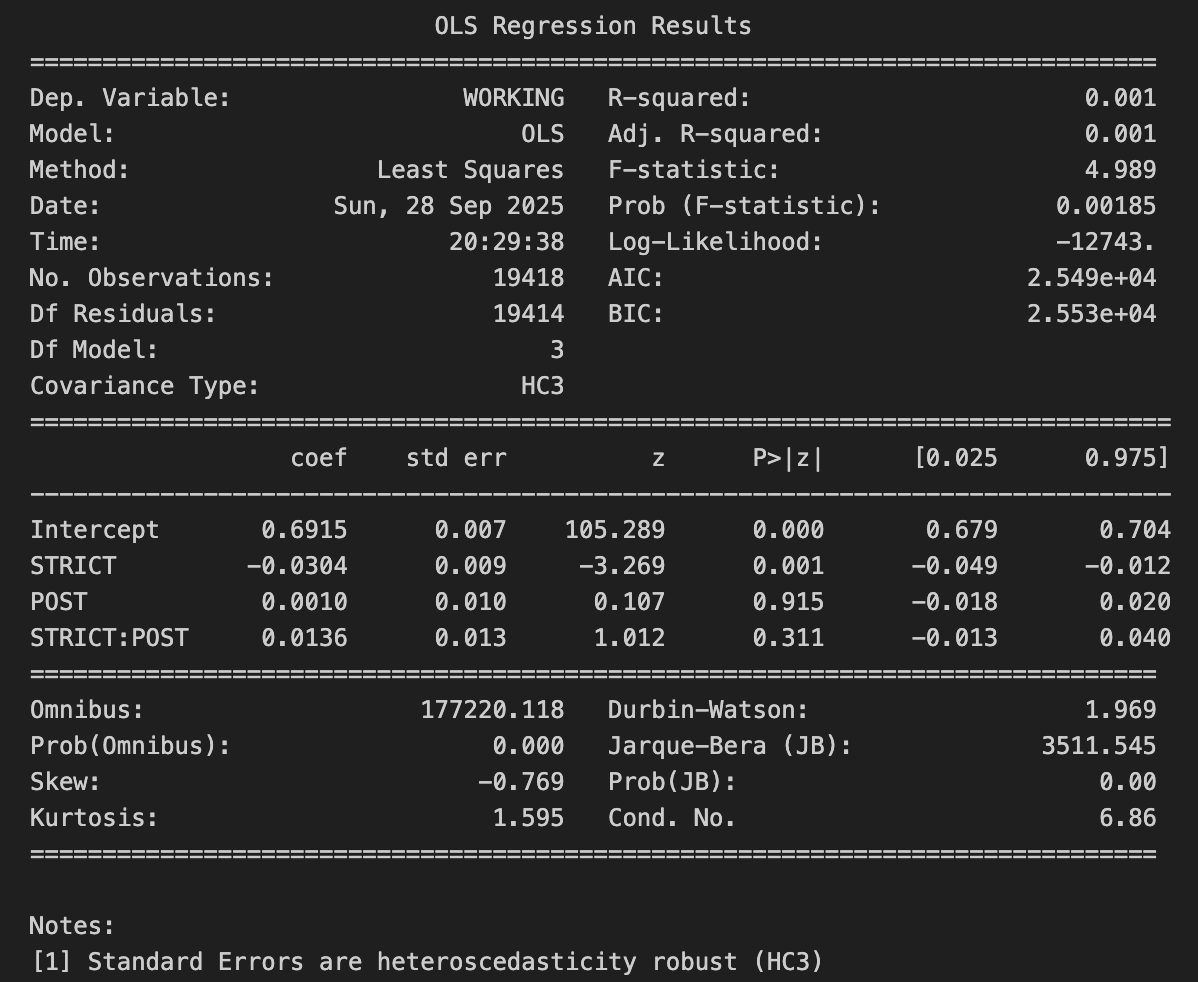 OLS Regression Results
==============================================================================
Dep. Variable:                WORKING   R-squared:                       0.001
Model:                            OLS   Adj. R-squared:                  0.001
Method:                 Least Squares   F-statistic:                     4.989
Date:                Sun, 28 Sep 2025   Prob (F-statistic):            0.00185
Time:                        20:29:38   Log-Likelihood:                -12743.
No. Observations:               19418   AIC:                         2.549e+04
Df Residuals:                   19414   BIC:                         2.553e+04
Df Model:                           3
Covariance Type:                  HC3
===============================================================================
                  coef    std err          z      P>|z|      [0.025      0.975]
-------------------------------------------------------------------------------
Intercept       0.6915      0.007    105.289      0.000       0.679       0.704
STRICT         -0.0304      0.009     -3.269      0.001      -0.049      -0.012
POST            0.0010      0.010      0.107      0.915      -0.018       0.020
STRICT:POST     0.0136      0.013      1.012      0.311      -0.013       0.040
==============================================================================
Omnibus:                   177220.118   Durbin-Watson:                   1.969
Prob(Omnibus):                  0.000   Jarque-Bera (JB):             3511.545
Skew:                          -0.769   Prob(JB):                         0.00
Kurtosis:                       1.595   Cond. No.                         6.86
==============================================================================
Notes:
[1] Standard Errors are heteroscedasticity robust (HC3)